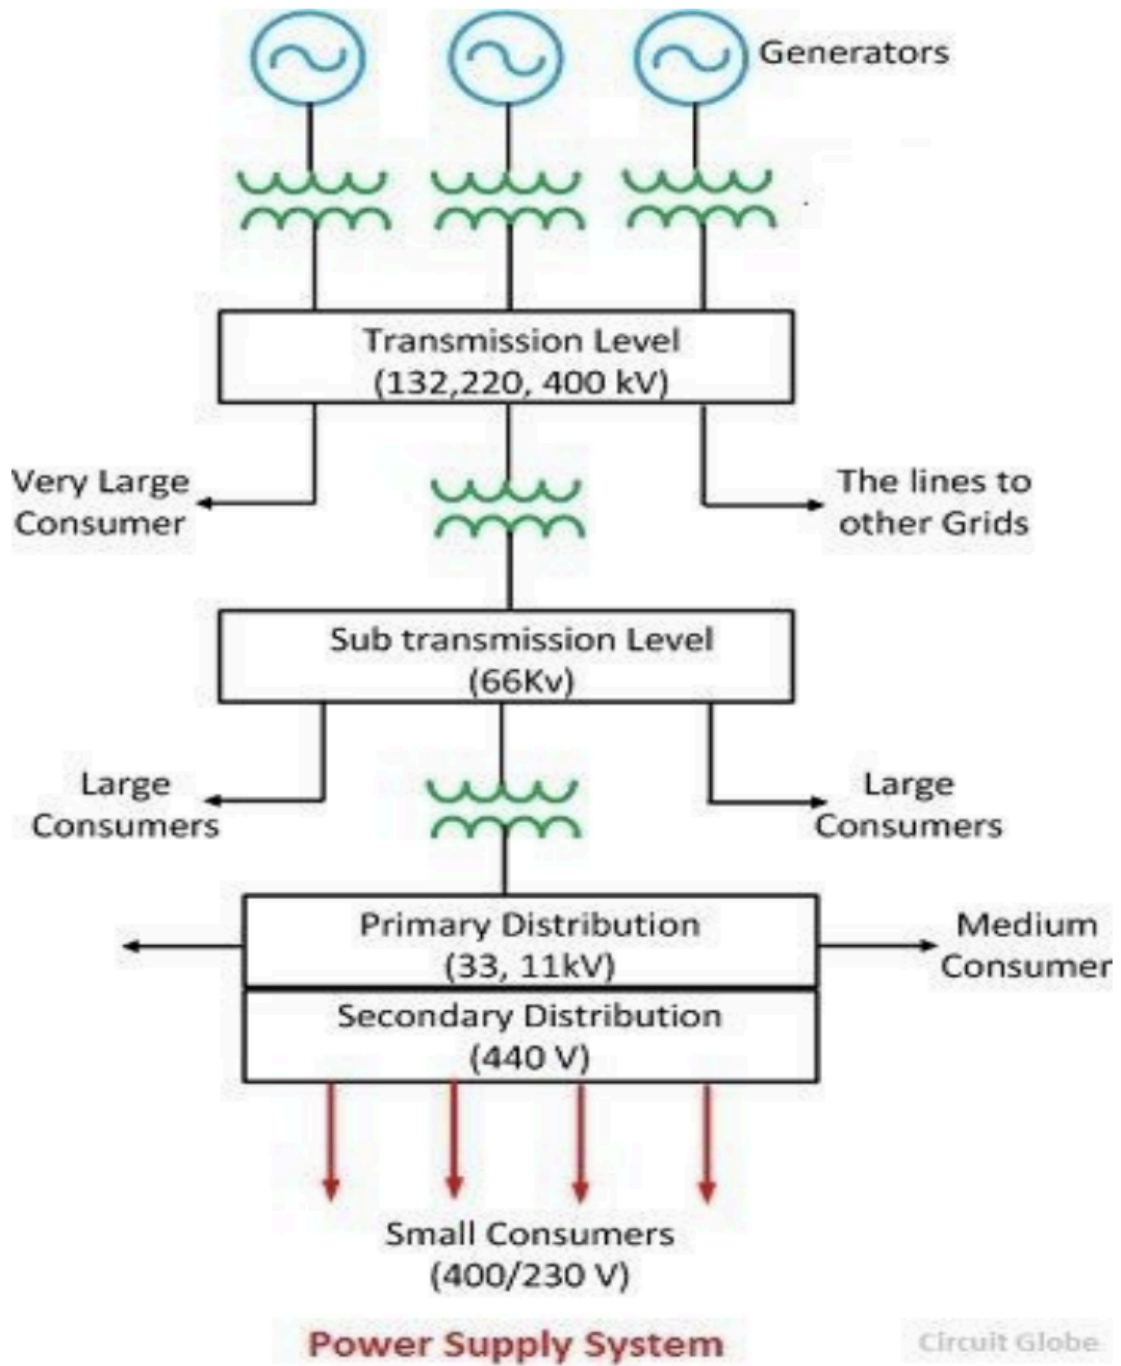 Generators
Transmission Level
(132,220, 400 kV)
Very Large
Consumer
The lines to
other Grids
Sub transmission Level
(66Kv)
Large
Consumers
Large
Consumers
Primary Distribution
(33, 11kV)
Medium
Consumer
Secondary Distribution
(440 V)
Small Consumers
(400/230 V)
Power Supply System
Circuit Globe